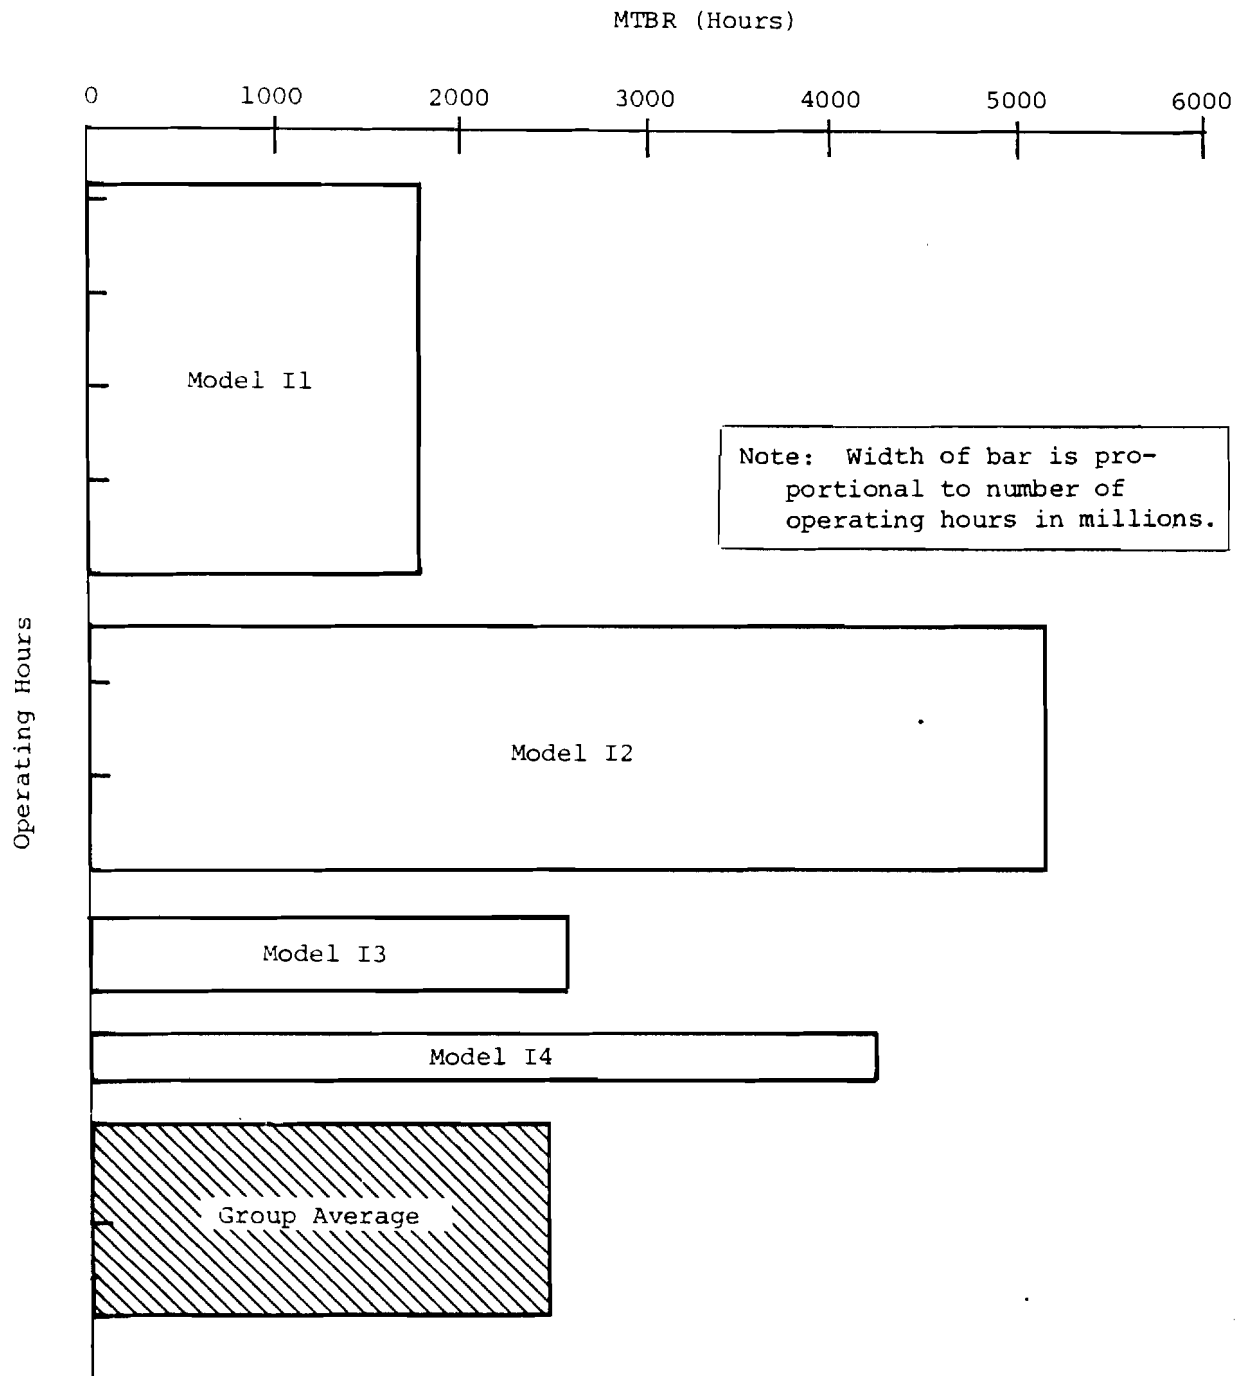 MTBR (Hours)
0 1000 2000 3000 4000 5000 6000
Model I1
Note: Width of bar is pro-
portional to number of
operating hours in millions.
Operating Hours
Model I2
Model I3
Model I4
Group Average